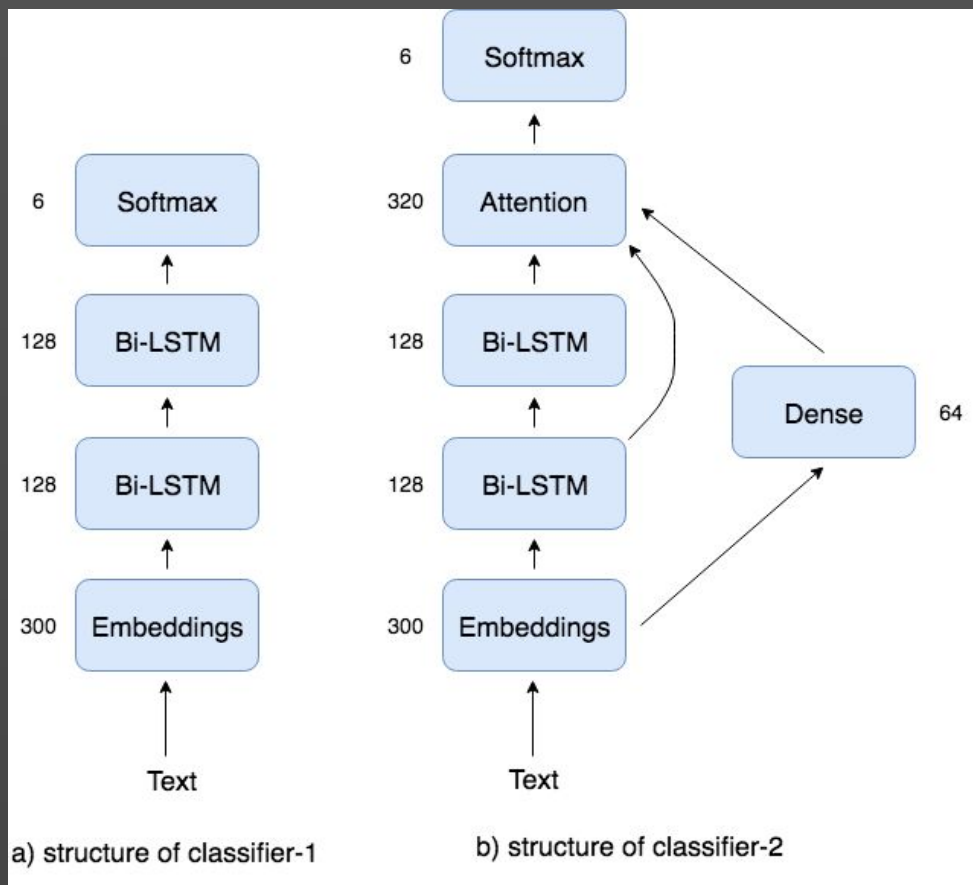 6 Softmax
128 Bi-LSTM
128 Bi-LSTM
300 Embeddings
Text
a) structure of classifier-1
6 Softmax
320 Attention
128 Bi-LSTM
Dense 64
128 Bi-LSTM
300 Embeddings
Text
b) structure of classifier-2